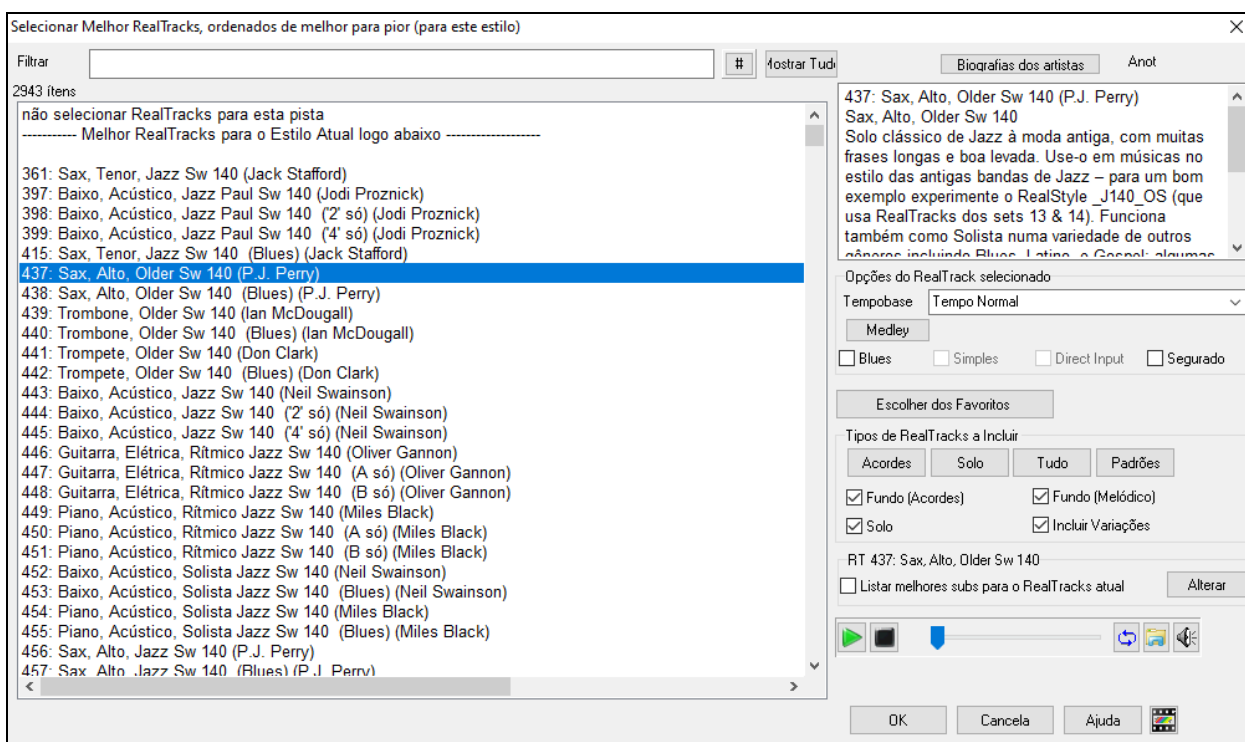 Selecionar Melhor RealTracks, ordenados de melhor para pior (para este estilo)
Filtrar
#
Mostrar Tud
Biografias dos artistas
Anot
2943 ítens
não selecionar RealTracks para esta pista
----------- Melhor RealTracks para o Estilo Atual logo abaixo -------------------
361: Sax, Tenor, Jazz Sw 140 (Jack Stafford)
397: Baixo, Acústico, Jazz Paul Sw 140 (Jodi Proznick)
398: Baixo, Acústico, Jazz Paul Sw 140 ('2' só) (Jodi Proznick)
399: Baixo, Acústico, Jazz Paul Sw 140 ('4' só) (Jodi Proznick)
415: Sax, Tenor, Jazz Sw 140 (Blues) (Jack Stafford)
437: Sax, Alto, Older Sw 140 (P.J. Perry)
438: Sax, Alto, Older Sw 140 (Blues) (P.J. Perry)
439: Trombone, Older Sw 140 (Ian McDougall)
440: Trombone, Older Sw 140 (Blues) (Ian McDougall)
441: Trompete, Older Sw 140 (Don Clark)
442: Trompete, Older Sw 140 (Blues) (Don Clark)
443: Baixo, Acústico, Jazz Sw 140 (Neil Swainson)
444: Baixo, Acústico, Jazz Sw 140 ('2' só) (Neil Swainson)
445: Baixo, Acústico, Jazz Sw 140 ('4' só) (Neil Swainson)
446: Guitarra, Elétrica, Rítmico Jazz Sw 140 (Oliver Gannon)
447: Guitarra, Elétrica, Rítmico Jazz Sw 140 (A só) (Oliver Gannon)
448: Guitarra, Elétrica, Rítmico Jazz Sw 140 (B só) (Oliver Gannon)
449: Piano, Acústico, Rítmico Jazz Sw 140 (Miles Black)
450: Piano, Acústico, Rítmico Jazz Sw 140 (A só) (Miles Black)
451: Piano, Acústico, Rítmico Jazz Sw 140 (B só) (Miles Black)
452: Baixo, Acústico, Solista Jazz Sw 140 (Neil Swainson)
453: Baixo, Acústico, Solista Jazz Sw 140 (Blues) (Neil Swainson)
454: Piano, Acústico, Solista Jazz Sw 140 (Miles Black)
455: Piano, Acústico, Solista Jazz Sw 140 (Blues) (Miles Black)
456: Sax, Alto, Jazz Sw 140 (P.J. Perry)
457: Sax, Alto, Jazz Sw 140 (Blues) (P.J. Perry)
437: Sax, Alto, Older Sw 140 (P.J. Perry)
Sax, Alto, Older Sw 140
Solo clássico de Jazz à moda antiga, com muitas
frases longas e boa levada. Use-o em músicas no
estilo das antigas bandas de Jazz – para um bom
exemplo experimente o RealStyle _J140_OS (que
usa RealTracks dos sets 13 & 14). Funciona
também como Solista numa variedade de outros
gêneros incluindo Blues, Latino, e Gospel; algumas
Opções do RealTrack selecionado
Tempobase
Tempo Normal
Medley
Blues
Simples
Direct Input
Segurado
Escolher dos Favoritos
Tipos de RealTracks a Incluir
Acordes
Solo
Tudo
Padrões
Fundo (Acordes)
Fundo (Melódico)
Solo
Incluir Variações
RT 437: Sax, Alto, Older Sw 140
Listar melhores subs para o RealTracks atual
Alterar
OK
Cancela
Ajuda